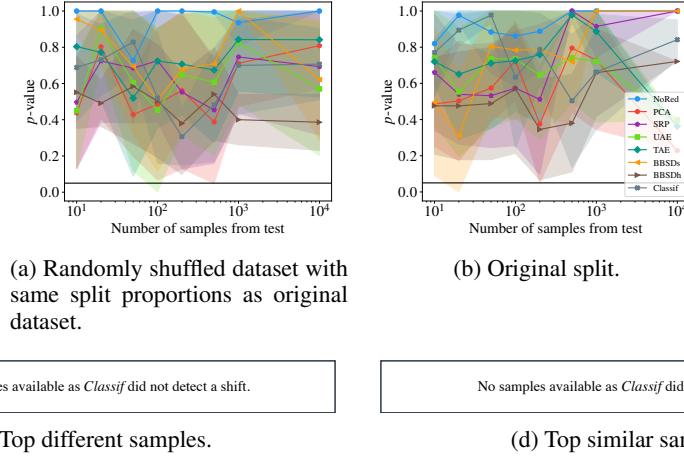 1.0
0.8
0.6
0.4
0.2
0.0
p-value
10¹
10²
10³
10⁴
Number of samples from test
(a) Randomly shuffled dataset with
same split proportions as original
dataset.
1.0
0.8
0.6
0.4
0.2
0.0
p-value
NoRed
PCA
SRP
UAE
TAE
BBSDs
BBSDh
Classif
10¹
10²
10³
10⁴
Number of samples from test
(b) Original split.
es available as Classif did not detect a shift.
Top different samples.
No samples available as Classif did
(d) Top similar sar